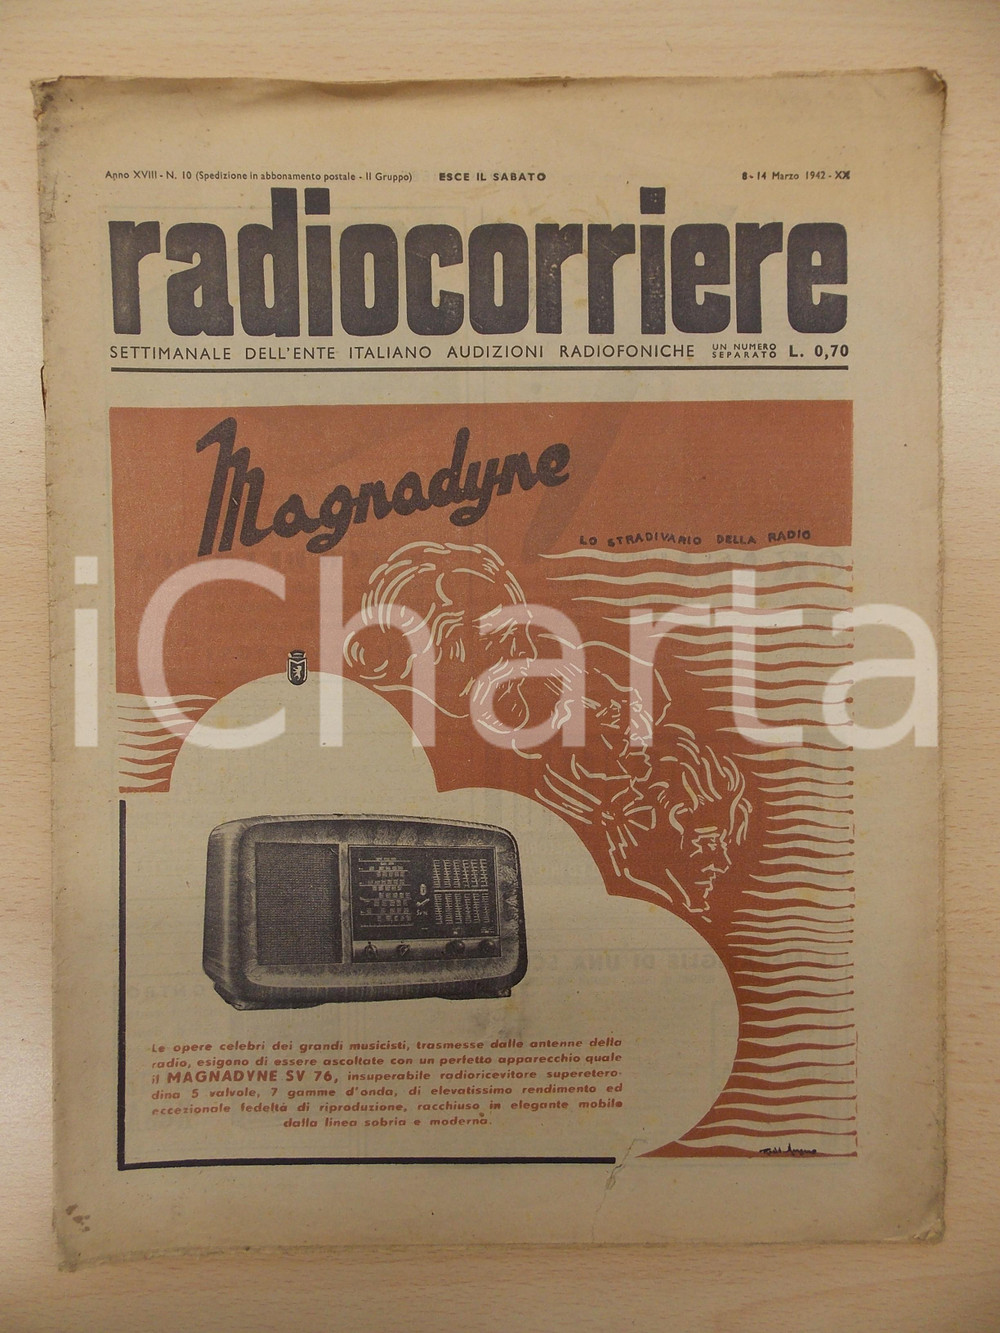 Anno XVIII - N. 10 (Spedizione in abbonamento postale - II Gruppo) ESCE IL SABATO 8 - 14 Marzo 1942 - XX
radiocorriere
SETTIMANALE DELL'ENTE ITALIANO AUDIZIONI RADIOFONICHE UN NUMERO SEPARATO L. 0,70
Magnadyne
LO STRADIVARIO DELLA RADIO
iCharta
Le opere celebri dei grandi musicisti, trasmesse dalle antenne della
radio, esigono di essere ascoltate con un perfetto apparecchio quale
il MAGNADYNE SV 76, insuperabile radioricevitore superetero-
dina 5 valvole, 7 gamme d'onda, di elevatissimo rendimento ed
eccezionale fedeltà di riproduzione, racchiuso in elegante mobile
dalla linea sobria e moderna.